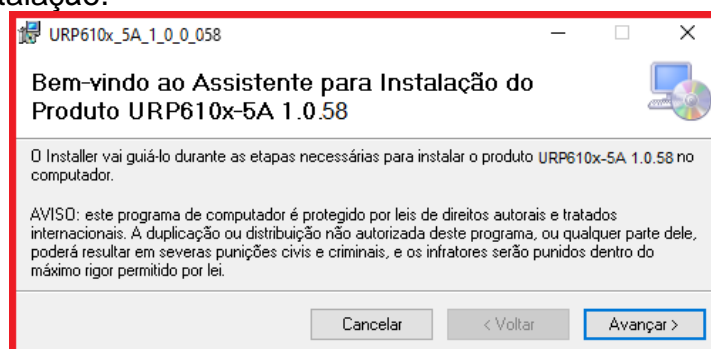 talação.
URP610x_5A_1_0_0_058
Bem-vindo ao Assistente para Instalação do
Produto URP610x-5A 1.0.58
O Installer vai guiá-lo durante as etapas necessárias para instalar o produto URP610x-5A 1.0.58 no
computador.
AVISO: este programa de computador é protegido por leis de direitos autorais e tratados
internacionais. A duplicação ou distribuição não autorizada deste programa, ou qualquer parte dele,
poderá resultar em severas punições civis e criminais, e os infratores serão punidos dentro do
máximo rigor permitido por lei.
Cancelar < Voltar Avançar >